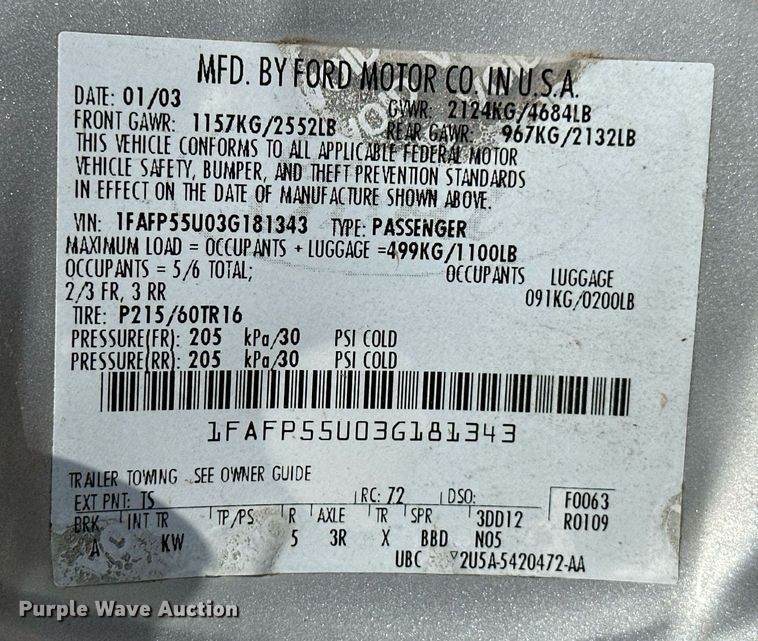 MFD. BY FORD MOTOR CO. IN U.S.A.
DATE: 01/03 GVWR: 2124KG/4684LB
FRONT GAWR: 1157KG/2552LB REAR GAWR: 967KG/2132LB
THIS VEHICLE CONFORMS TO ALL APPLICABLE FEDERAL MOTOR
VEHICLE SAFETY, BUMPER, AND THEFT PREVENTION STANDARDS
IN EFFECT ON THE DATE OF MANUFACTURE SHOWN ABOVE.
VIN: 1FAFP55U03G181343 TYPE: PASSENGER
MAXIMUM LOAD = OCCUPANTS + LUGGAGE =499KG/1100LB
OCCUPANTS = 5/6 TOTAL; OCCUPANTS LUGGAGE
2/3 FR, 3 RR 091KG/0200LB
TIRE: P215/60TR16
PRESSURE(FR): 205 kPa/30 PSI COLD
PRESSURE(RR): 205 kPa/30 PSI COLD
1FAFP55U03G181343
TRAILER TOWING - SEE OWNER GUIDE
EXT PNT: TS RC: 72 DSO: F0063
BRK INT TR TP/PS R AXLE TR SPR 3DD12 R0109
A KW 5 3R X BBD N05
UBC 2U5A-5420472-AA
Purple Wave Auction